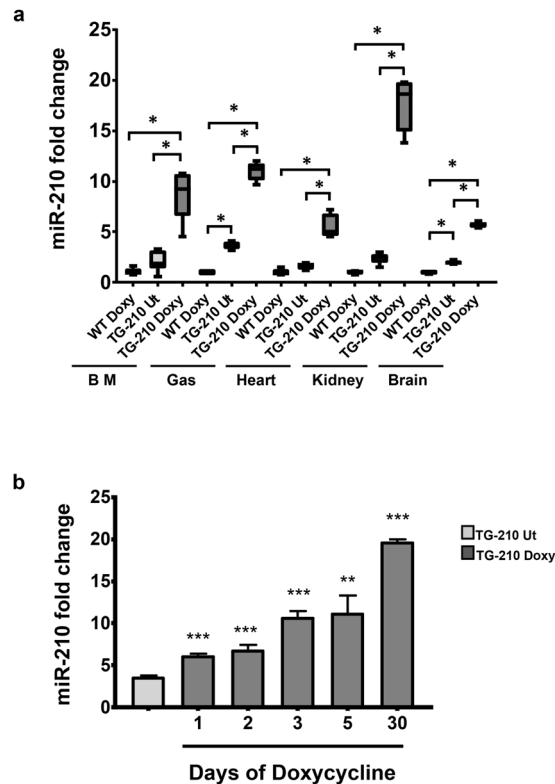 a
miR-210 fold change
25
20
15
10
5
0
* * * * * * * * * * * * *
WT Doxy
TG-210 Ut
TG-210 Doxy
WT Doxy
TG-210 Ut
TG-210 Doxy
WT Doxy
TG-210 Ut
TG-210 Doxy
WT Doxy
TG-210 Ut
TG-210 Doxy
WT Doxy
TG-210 Ut
TG-210 Doxy
B M Gas Heart Kidney Brain
b
miR-210 fold change
25
20
15
10
5
0
*** *** *** ** ***
TG-210 Ut
TG-210 Doxy
1 2 3 5 30
Days of Doxycycline